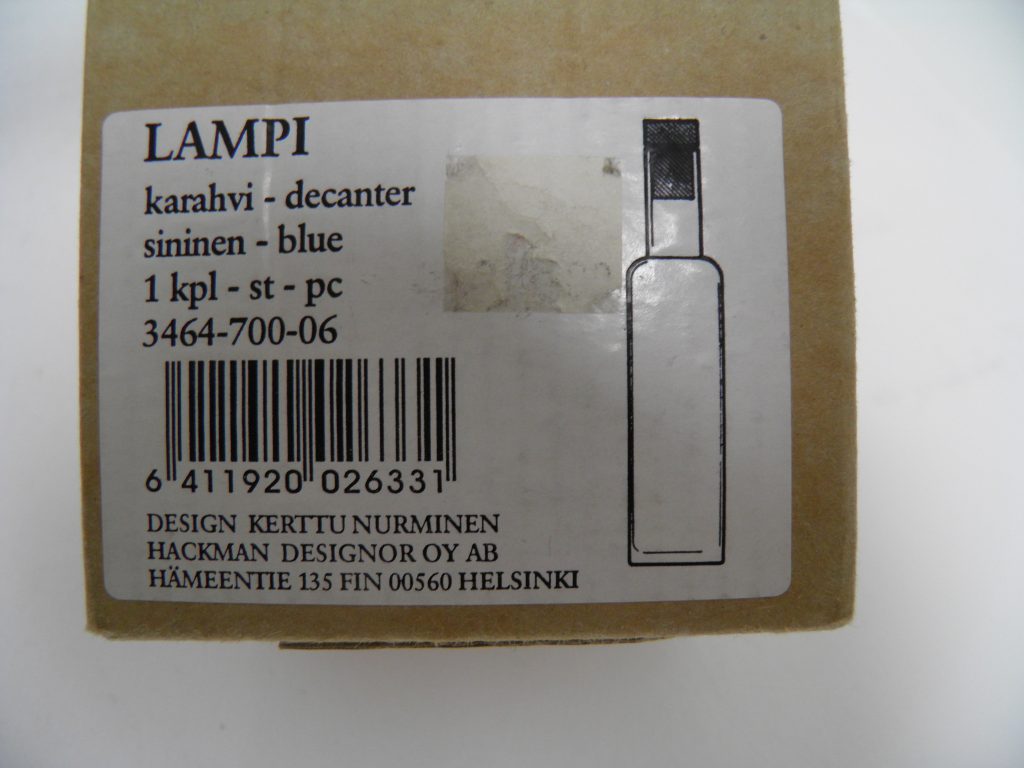 LAMPI
karahvi - decanter
sininen - blue
1 kpl - st - pc
3464-700-06
6 411920 026331
DESIGN KERTTU NURMINEN
HACKMAN DESIGNOR OY AB
HÄMEENTIE 135 FIN 00560 HELSINKI